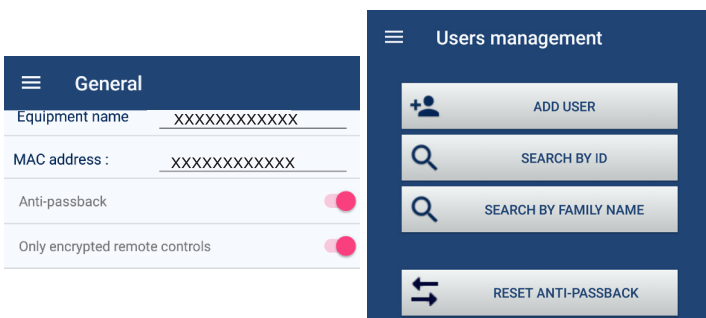 General
Equipment name XXXXXXXXXXXX
MAC address : XXXXXXXXXXXX
Anti-passback
Only encrypted remote controls
Users management
ADD USER
SEARCH BY ID
SEARCH BY FAMILY NAME
RESET ANTI-PASSBACK